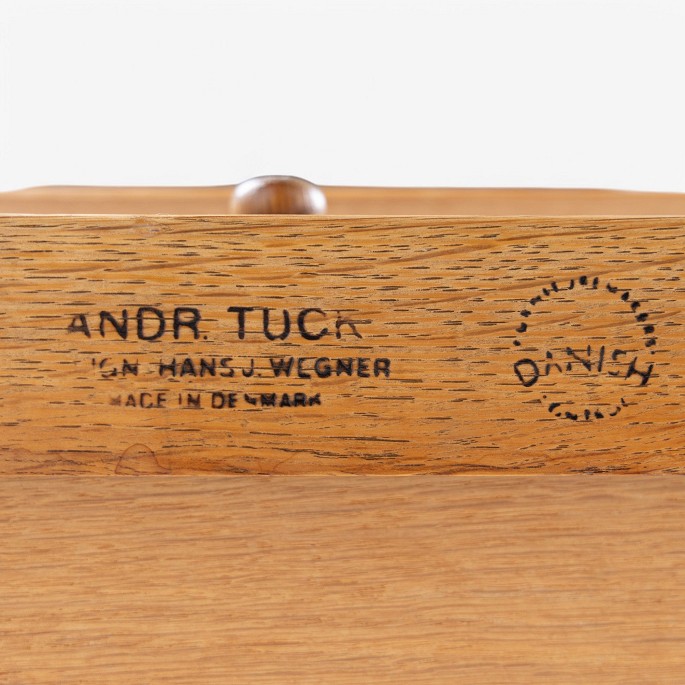 ANDR. TUCK
IGN HANS J. WEGNER
MADE IN DENMARK
DANISH